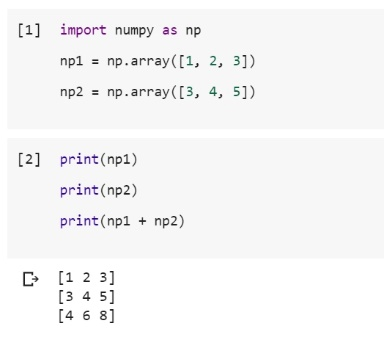 [1] import numpy as np
np1 = np.array([1, 2, 3])
np2 = np.array([3, 4, 5])
[2] print(np1)
print(np2)
print(np1 + np2)
[1 2 3]
[3 4 5]
[4 6 8]